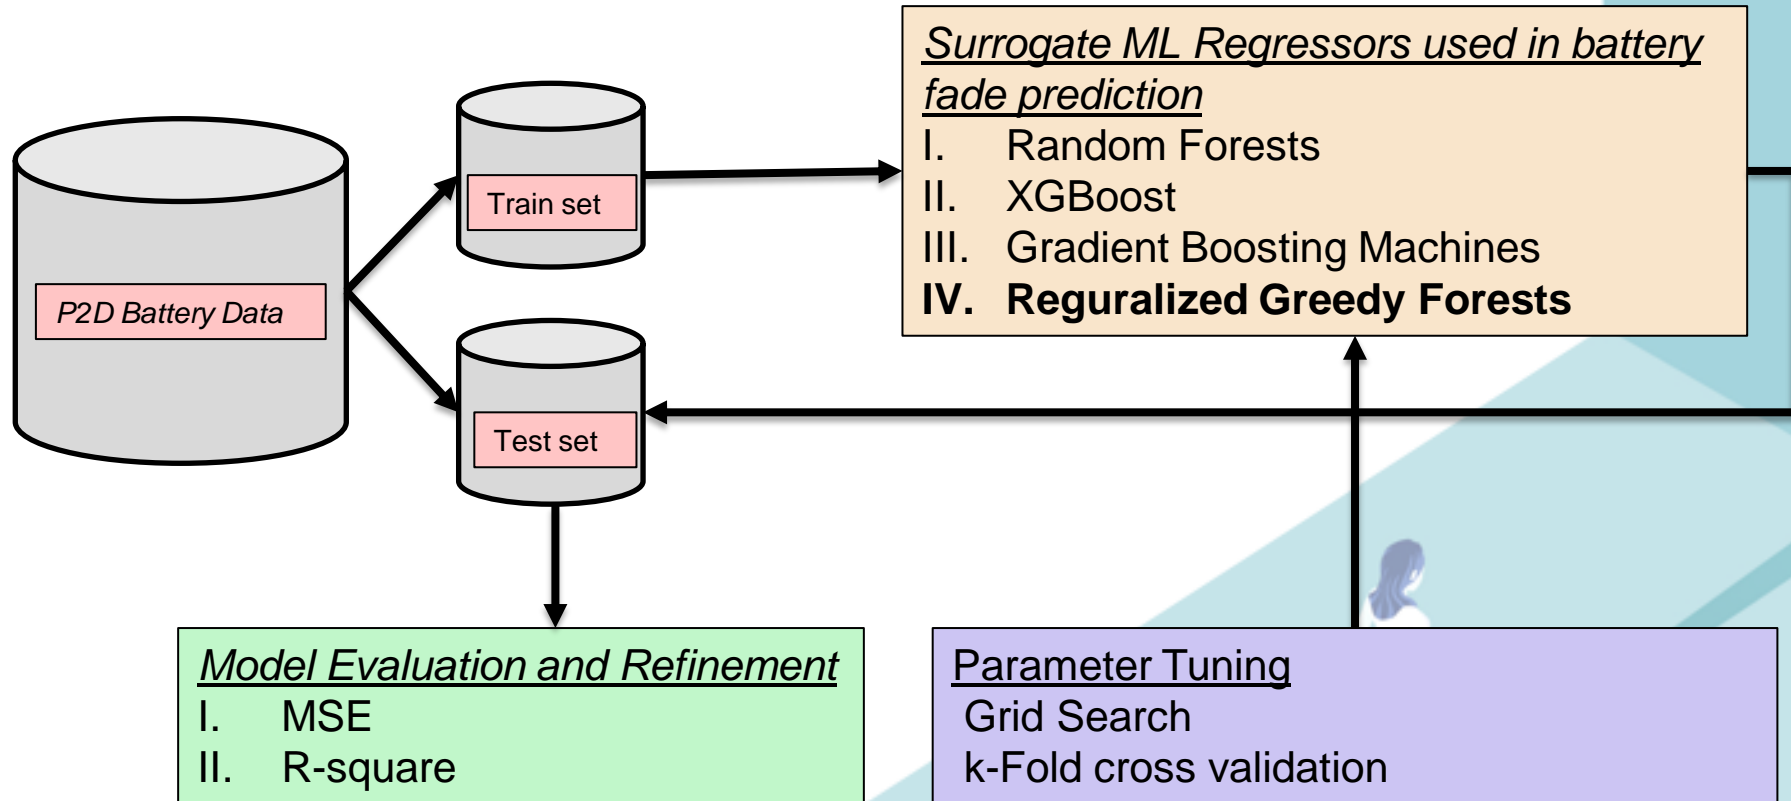 Surrogate ML Regressors used in battery
fade prediction
I. Random Forests
II. XGBoost
III. Gradient Boosting Machines
IV. Reguralized Greedy Forests
Train set
P2D Battery Data
Test set
Model Evaluation and Refinement
I. MSE
II. R-square
Parameter Tuning
Grid Search
k-Fold cross validation